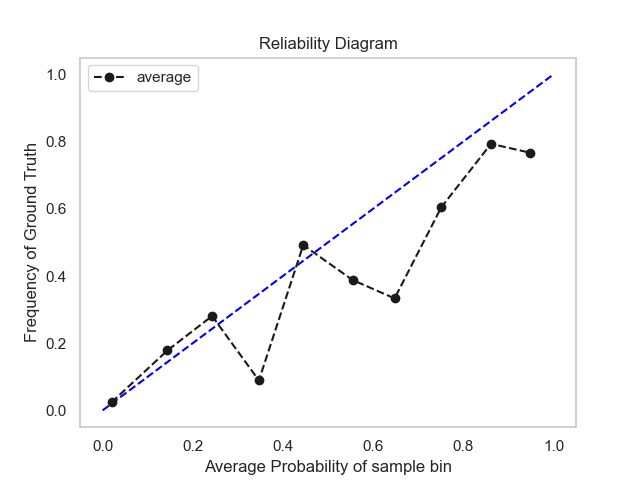 Reliability Diagram
average
Frequency of Ground Truth
1.0
0.8
0.6
0.4
0.2
0.0
0.0 0.2 0.4 0.6 0.8 1.0
Average Probability of sample bin